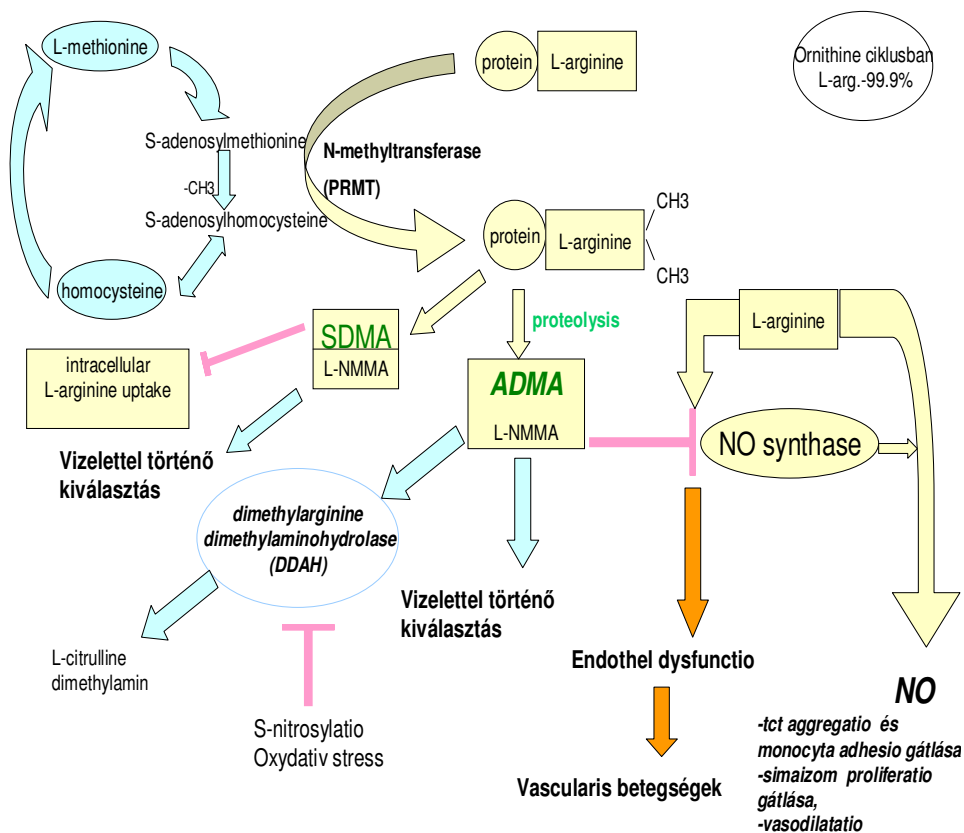 L-methionine
protein
L-arginine
Ornithine ciklusban
L-arg.-99.9%
S-adenosylmethionine
-CH3
S-adenosylhomocysteine
homocysteine
N-methyltransferase
(PRMT)
protein
L-arginine
CH3
CH3
SDMA
L-NMMA
proteolysis
L-arginine
intracellular
L-arginine uptake
ADMA
L-NMMA
NO synthase
Vizelettel történő
kiválasztás
dimethylarginine
dimethylaminohydrolase
(DDAH)
Vizelettel történő
kiválasztás
L-citrulline
dimethylamin
S-nitrosylatio
Oxydativ stress
Endothel dysfunctio
Vascularis betegségek
NO
-tct aggregatio és
monocyta adhesio gátlása
-simaizom proliferatio
gátlása,
-vasodilatatio